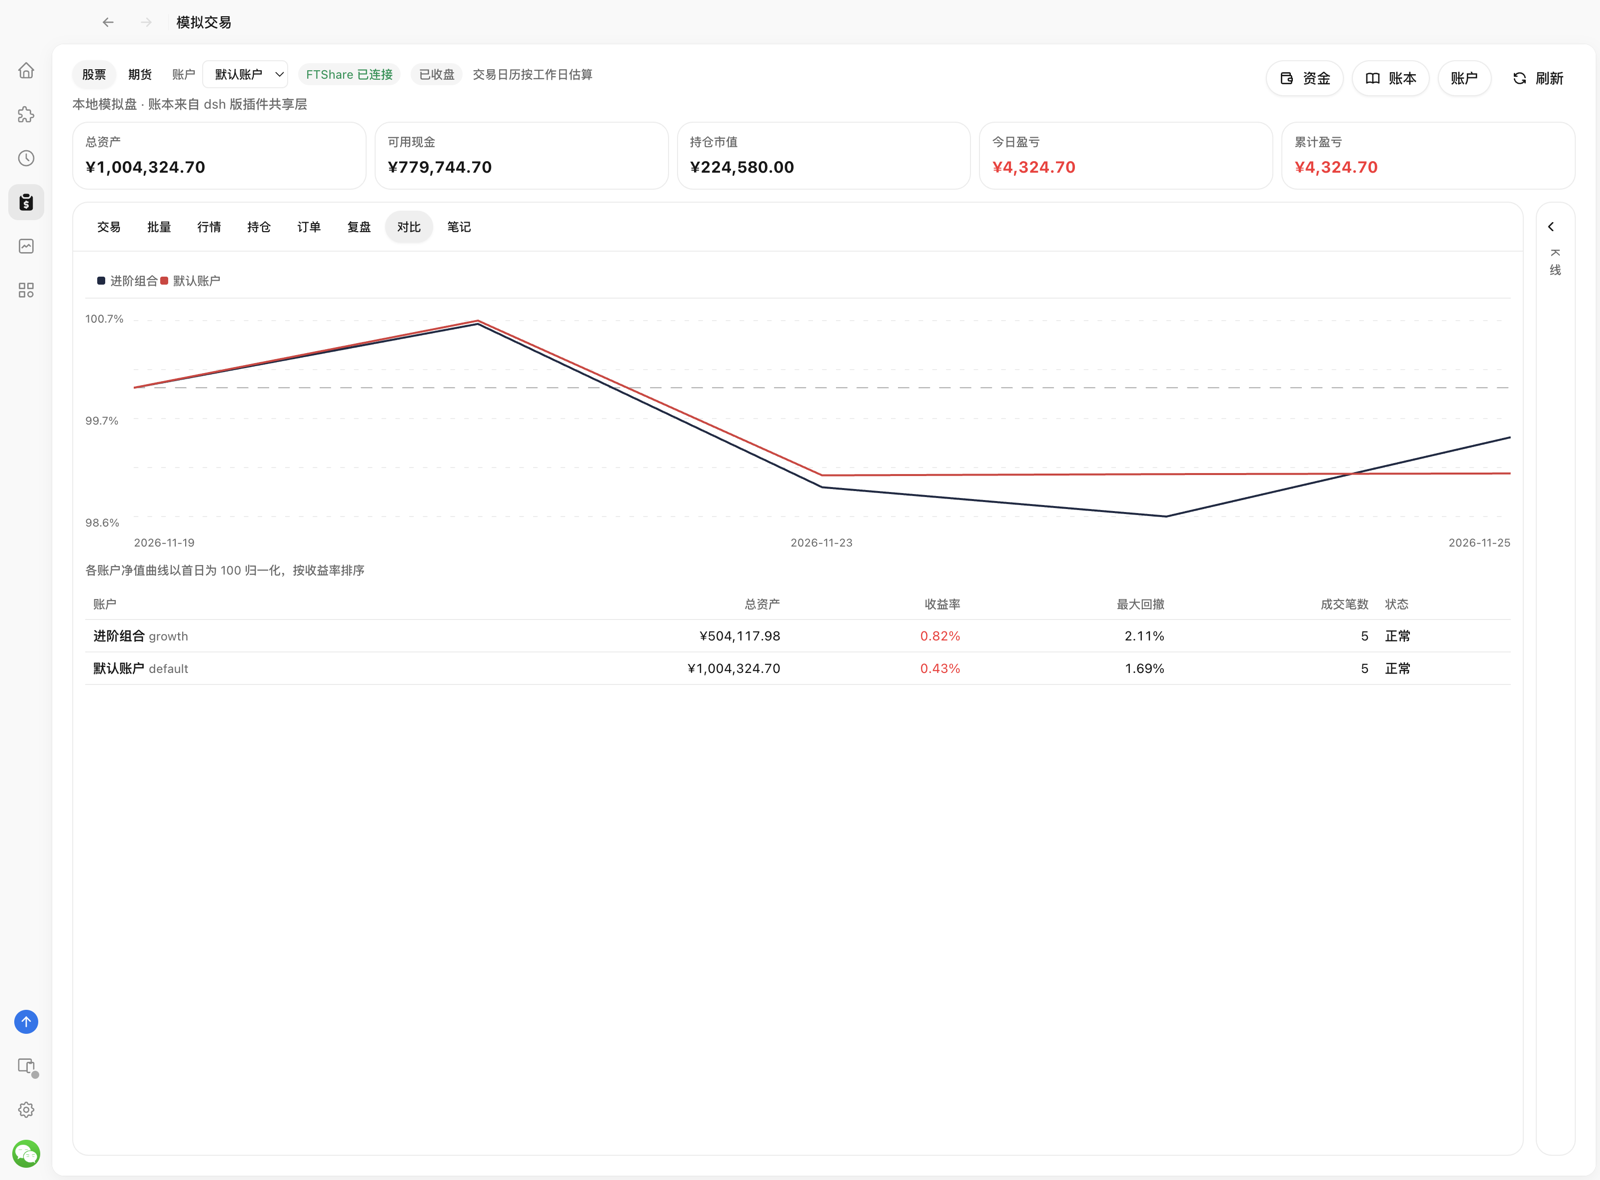 模拟交易
股票 期货 账户 默认账户 FTShare 已连接 已收盘 交易日历按工作日估算
资金 账本 账户 刷新
本地模拟盘 · 账本来自 dsh 版插件共享层
总资产
¥1,004,324.70
可用现金
¥779,744.70
持仓市值
¥224,580.00
今日盈亏
¥4,324.70
累计盈亏
¥4,324.70
交易 批量 行情 持仓 订单 复盘 对比 笔记
K线
进阶组合 默认账户
100.7%
99.7%
98.6%
2026-11-19 2026-11-23 2026-11-25
各账户净值曲线以首日为 100 归一化，按收益率排序
账户 总资产 收益率 最大回撤 成交笔数 状态
进阶组合 growth ¥504,117.98 0.82% 2.11% 5 正常
默认账户 default ¥1,004,324.70 0.43% 1.69% 5 正常